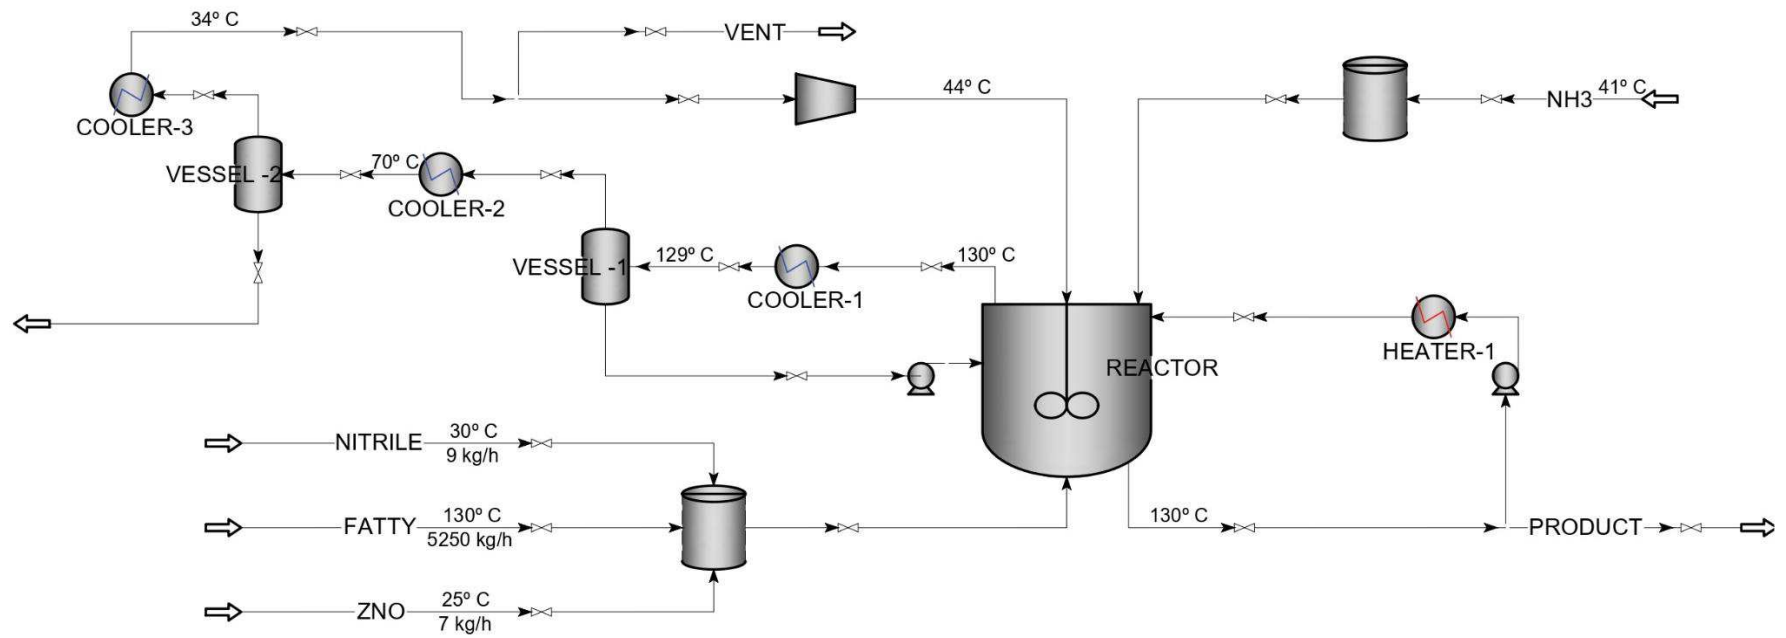 34º C
VENT
44º C
NH3
41º C
COOLER-3
VESSEL -2
70º C
COOLER-2
VESSEL -1
129º C
COOLER-1
130º C
HEATER-1
REACTOR
NITRILE
30º C
9 kg/h
FATTY
130º C
5250 kg/h
130º C
PRODUCT
ZNO
25º C
7 kg/h